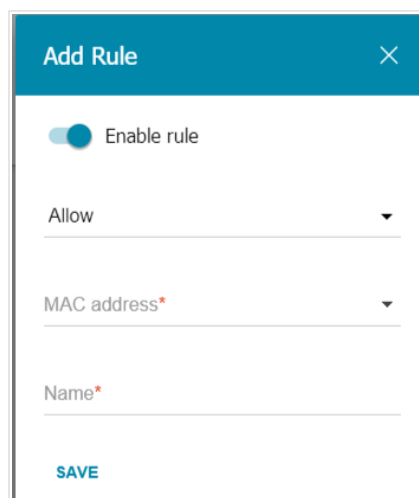 Add Rule
Enable rule
Allow
MAC address*
Name*
SAVE